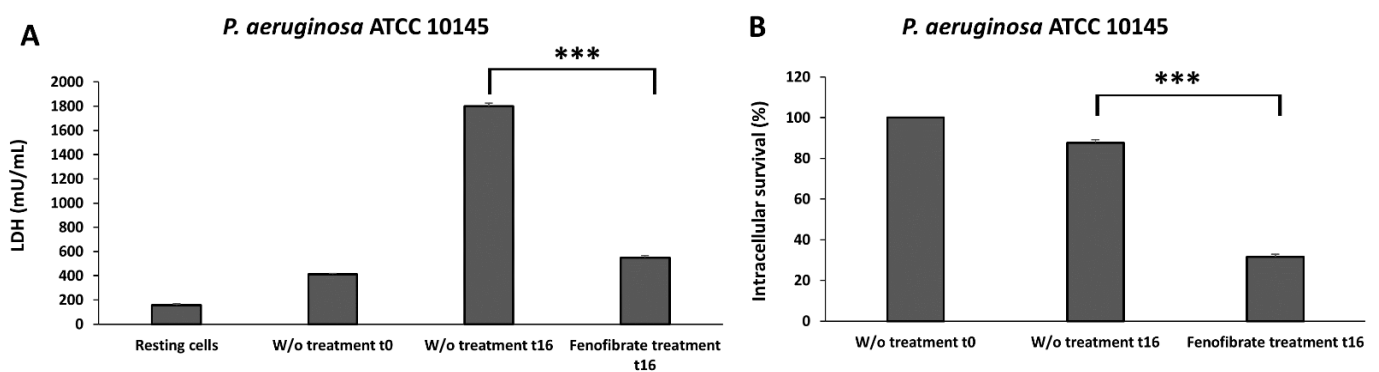 A
P. aeruginosa ATCC 10145
***
LDH (mU/mL)
2000
1800
1600
1400
1200
1000
800
600
400
200
0
Resting cells
W/o treatment t0
W/o treatment t16
Fenofibrate treatment
t16
B
P. aeruginosa ATCC 10145
***
Intracellular survival (%)
120
100
80
60
40
20
0
W/o treatment t0
W/o treatment t16
Fenofibrate treatment t16